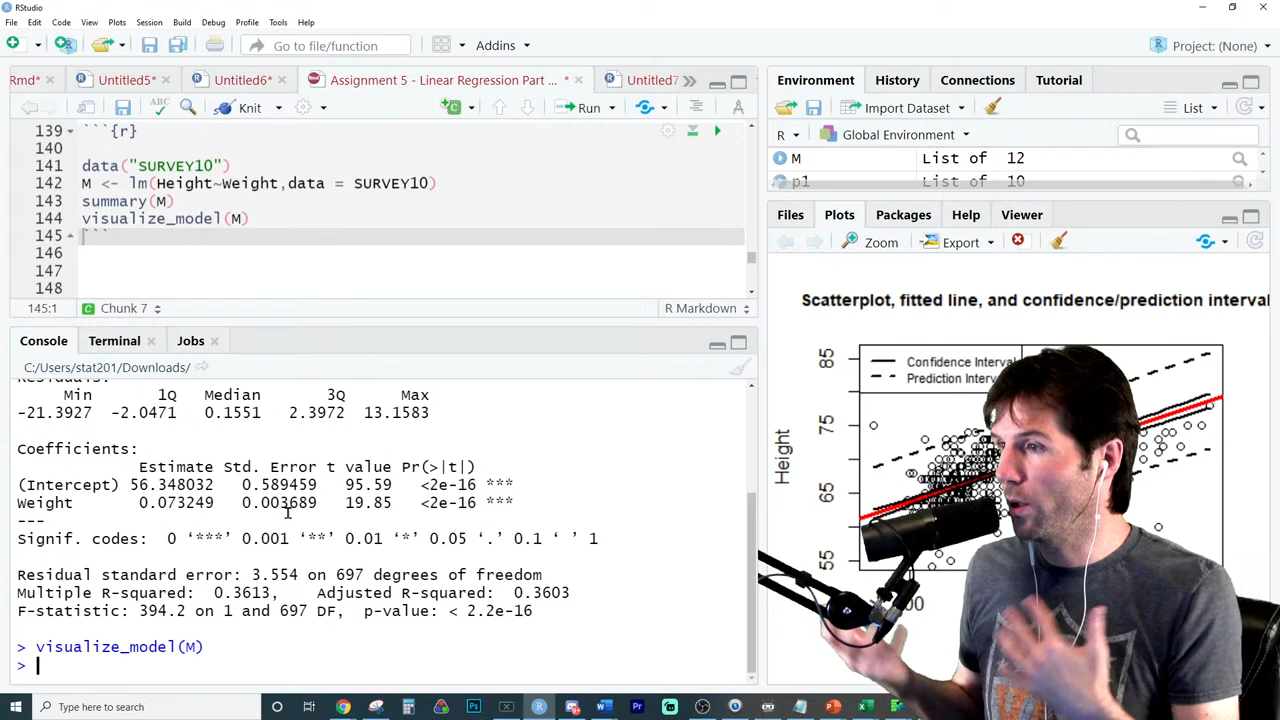 RStudio
File Edit Code View Plots Session Build Debug Profile Tools Help
Go to file/function
Addins
Project: (None)
Rmd*
Untitled5*
Untitled6*
Assignment 5 - Linear Regression Part ... *
Untitled7
Knit
Run
139 ```{r}
140
141 data("SURVEY10")
142 M <- lm(Height~Weight,data = SURVEY10)
143 summary(M)
144 visualize_model(M)
145 ```
146
147
148
145:1 Chunk 7 R Markdown
Console Terminal Jobs
C:/Users/stat201/Downloads/
Residuals:
Min 1Q Median 3Q Max
-21.3927 -2.0471 0.1551 2.3972 13.1583
Coefficients:
Estimate Std. Error t value Pr(>|t|)
(Intercept) 56.348032 0.589459 95.59 <2e-16 ***
Weight 0.073249 0.003689 19.85 <2e-16 ***
---
Signif. codes: 0 ‘***’ 0.001 ‘**’ 0.01 ‘*’ 0.05 ‘.’ 0.1 ‘ ’ 1
Residual standard error: 3.554 on 697 degrees of freedom
Multiple R-squared: 0.3613, Adjusted R-squared: 0.3603
F-statistic: 394.2 on 1 and 697 DF, p-value: < 2.2e-16
> visualize_model(M)
>
Environment History Connections Tutorial
Import Dataset
List
R Global Environment
M List of 12
p1 List of 10
Files Plots Packages Help Viewer
Zoom Export
Scatterplot, fitted line, and confidence/prediction interval
Confidence Interval
Prediction Interv
85
75
65
55
Height
Type here to search